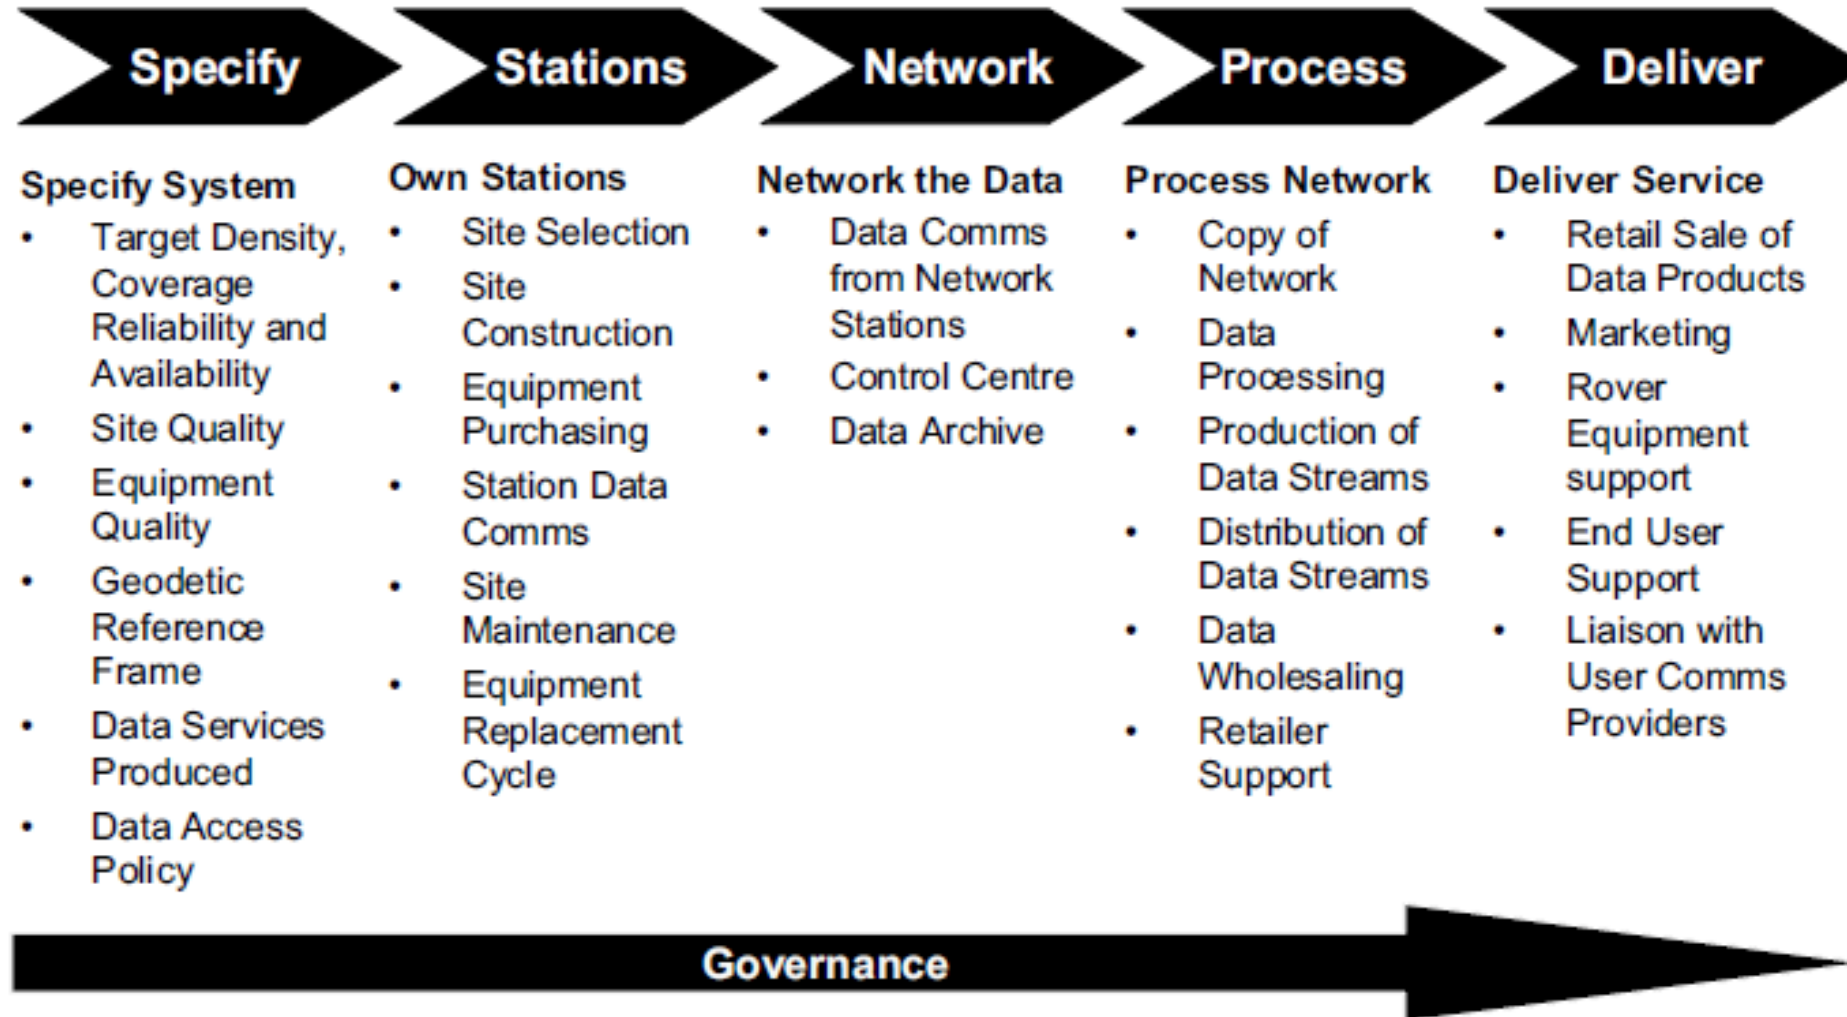 Specify
Stations
Network
Process
Deliver
Specify System
• Target Density,
Coverage
Reliability and
Availability
• Site Quality
• Equipment
Quality
• Geodetic
Reference
Frame
• Data Services
Produced
• Data Access
Policy
Own Stations
• Site Selection
• Site
Construction
• Equipment
Purchasing
• Station Data
Comms
• Site
Maintenance
• Equipment
Replacement
Cycle
Network the Data
• Data Comms
from Network
Stations
• Control Centre
• Data Archive
Process Network
• Copy of
Network
• Data
Processing
• Production of
Data Streams
• Distribution of
Data Streams
• Data
Wholesaling
• Retailer
Support
Deliver Service
• Retail Sale of
Data Products
• Marketing
• Rover
Equipment
support
• End User
Support
• Liaison with
User Comms
Providers
Governance